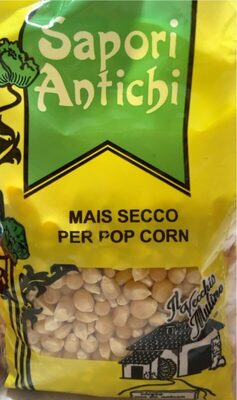 Sapori
Antichi
MAIS SECCO
PER POP CORN
Il Vecchio
Mulino